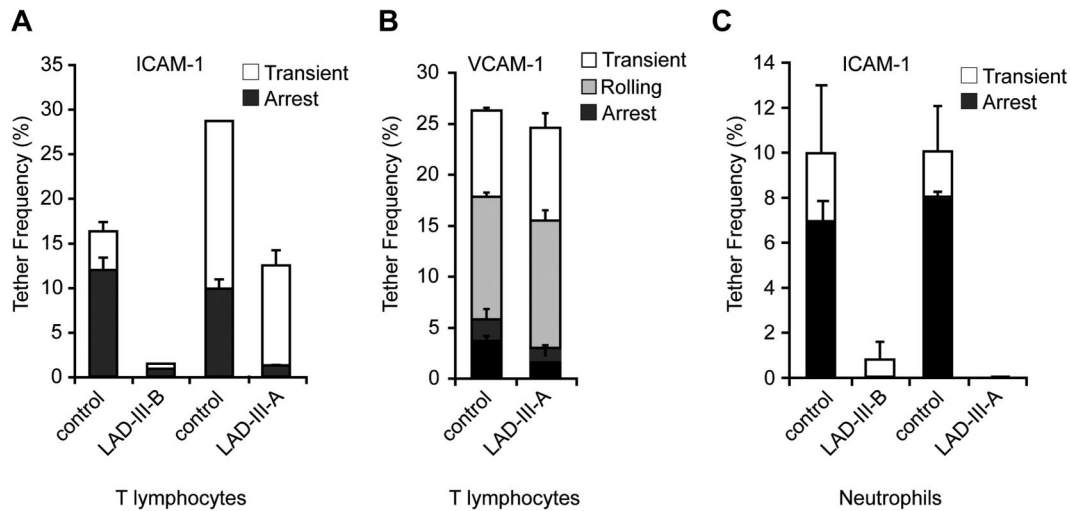 A
ICAM-1
Transient
Arrest
Tether Frequency (%)
35
30
25
20
15
10
5
0
control
LAD-III-B
control
LAD-III-A
T lymphocytes
B
VCAM-1
Transient
Rolling
Arrest
Tether Frequency (%)
30
25
20
15
10
5
0
control
LAD-III-A
T lymphocytes
C
ICAM-1
Transient
Arrest
Tether Frequency (%)
14
12
10
8
6
4
2
0
control
LAD-III-B
control
LAD-III-A
Neutrophils